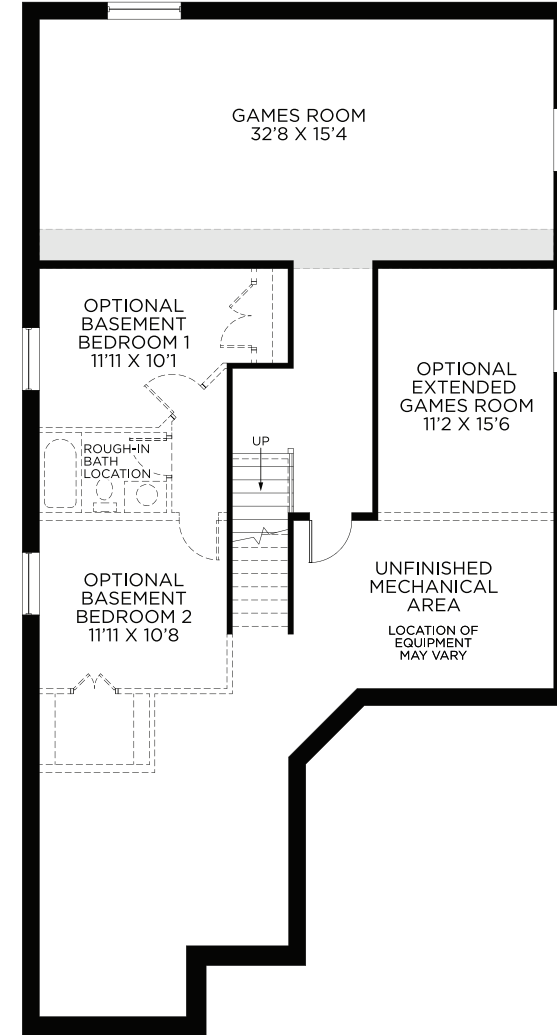 GAMES ROOM
32'8 X 15'4
OPTIONAL
BASEMENT
BEDROOM 1
11'11 X 10'1
OPTIONAL
EXTENDED
GAMES ROOM
11'2 X 15'6
ROUGH-IN
BATH
LOCATION
UP
OPTIONAL
BASEMENT
BEDROOM 2
11'11 X 10'8
UNFINISHED
MECHANICAL
AREA
LOCATION OF
EQUIPMENT
MAY VARY